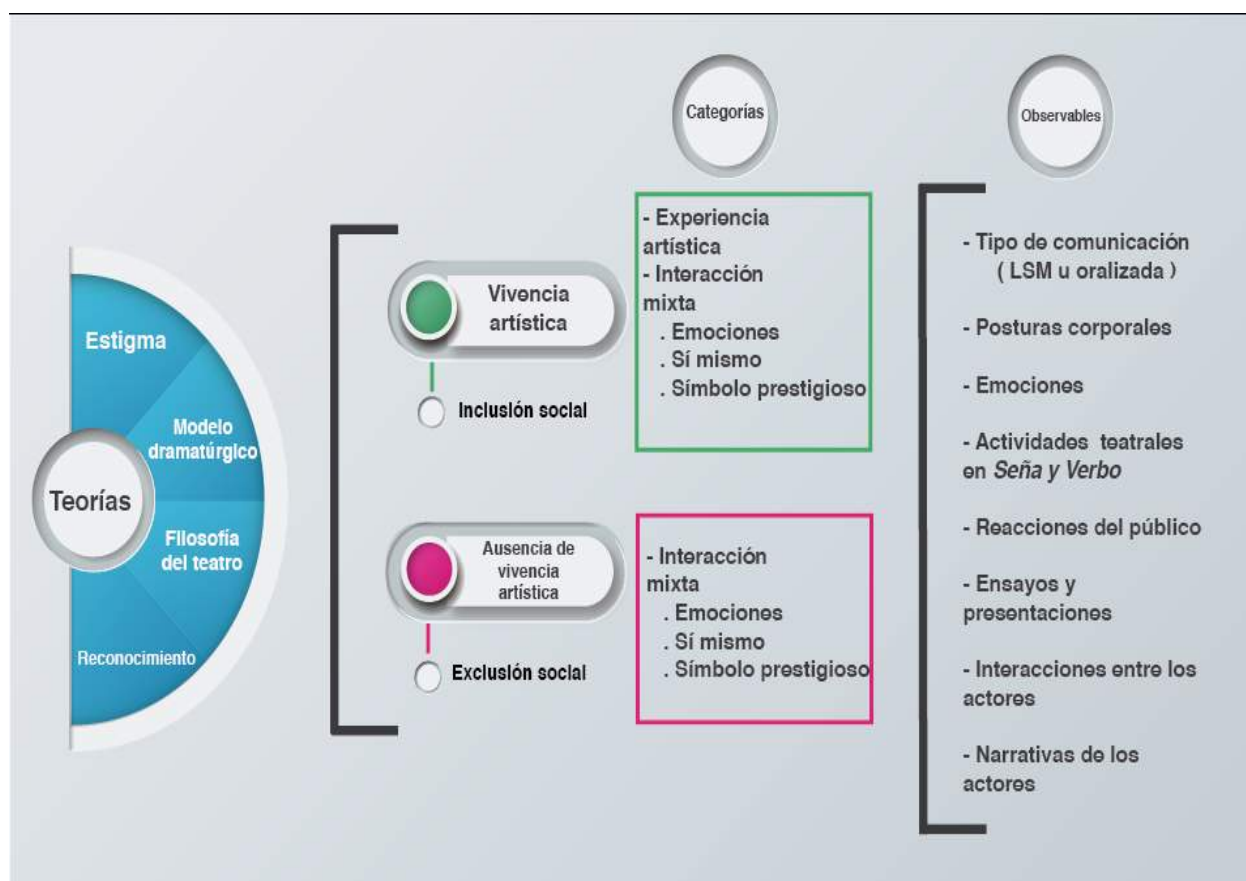 Teorías
Estigma
Modelo
dramatúrgico
Filosofía
del teatro
Reconocimiento
Vivencia
artística
Inclusión social
Ausencia de
vivencia
artística
Exclusión social
Categorías
- Experiencia
artística
- Interacción
mixta
. Emociones
. Sí mismo
. Símbolo prestigioso
- Interacción
mixta
. Emociones
. Sí mismo
. Símbolo prestigioso
Observables
- Tipo de comunicación
( LSM u oralizada )
- Posturas corporales
- Emociones
- Actividades teatrales
en Seña y Verbo
- Reacciones del público
- Ensayos y
presentaciones
- Interacciones entre los
actores
- Narrativas de los
actores